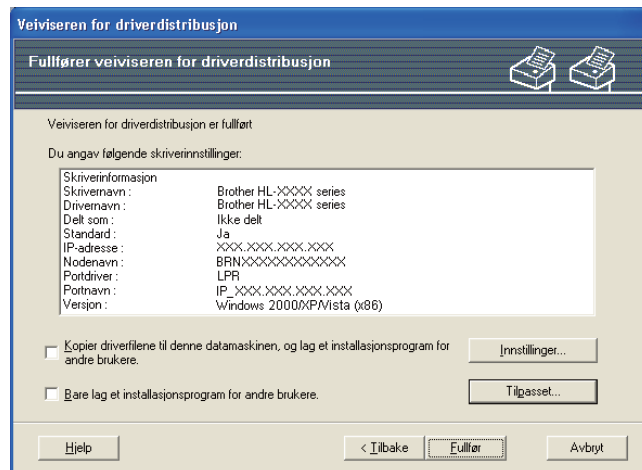 Veiviseren for driverdistribusjon
Fullfører veiviseren for driverdistribusjon
Veiviseren for driverdistribusjon er fullført
Du angav følgende skriverinnstillinger:
Skriverinformasjon
Skrivernavn : Brother HL-XXXX series
Drivernavn : Brother HL-XXXX series
Delt som : Ikke delt
Standard : Ja
IP-adresse : XXX.XXX.XXX.XXX
Nodenavn : BRNXXXXXXXXXXXX
Portdriver : LPR
Portnavn : IP_XXX.XXX.XXX.XXX
Versjon : Windows 2000/XP/Vista (x86)
Kopier driverfilene til denne datamaskinen, og lag et installasjonsprogram for
andre brukere.
Innstillinger...
Bare lag et installasjonsprogram for andre brukere.
Tilpasset...
Hjelp
< Tilbake
Fullfør
Avbryt